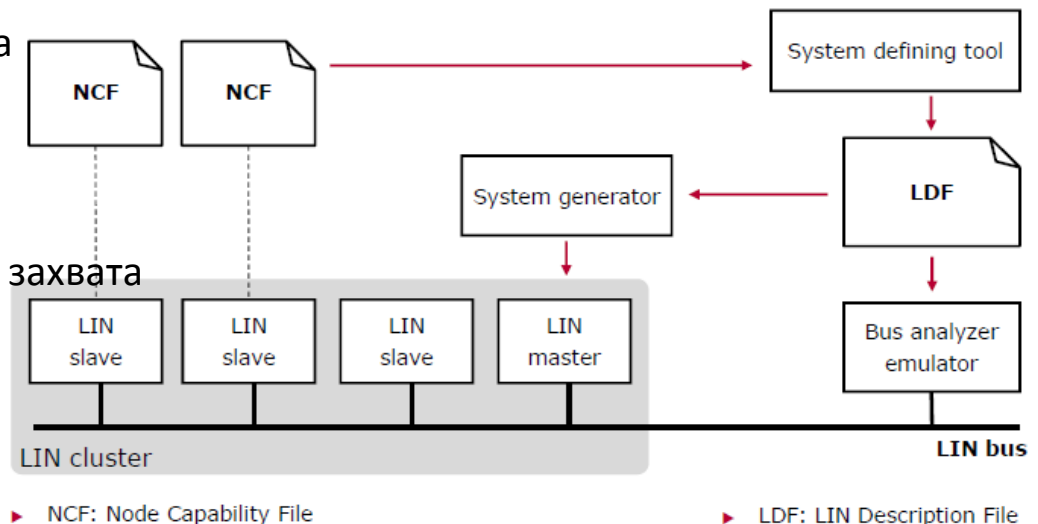 а
NCF
NCF
System defining tool
System generator
LDF
захвата
LIN
slave
LIN
slave
LIN
slave
LIN
master
Bus analyzer
emulator
LIN cluster
LIN bus
► NCF: Node Capability File
► LDF: LIN Description File